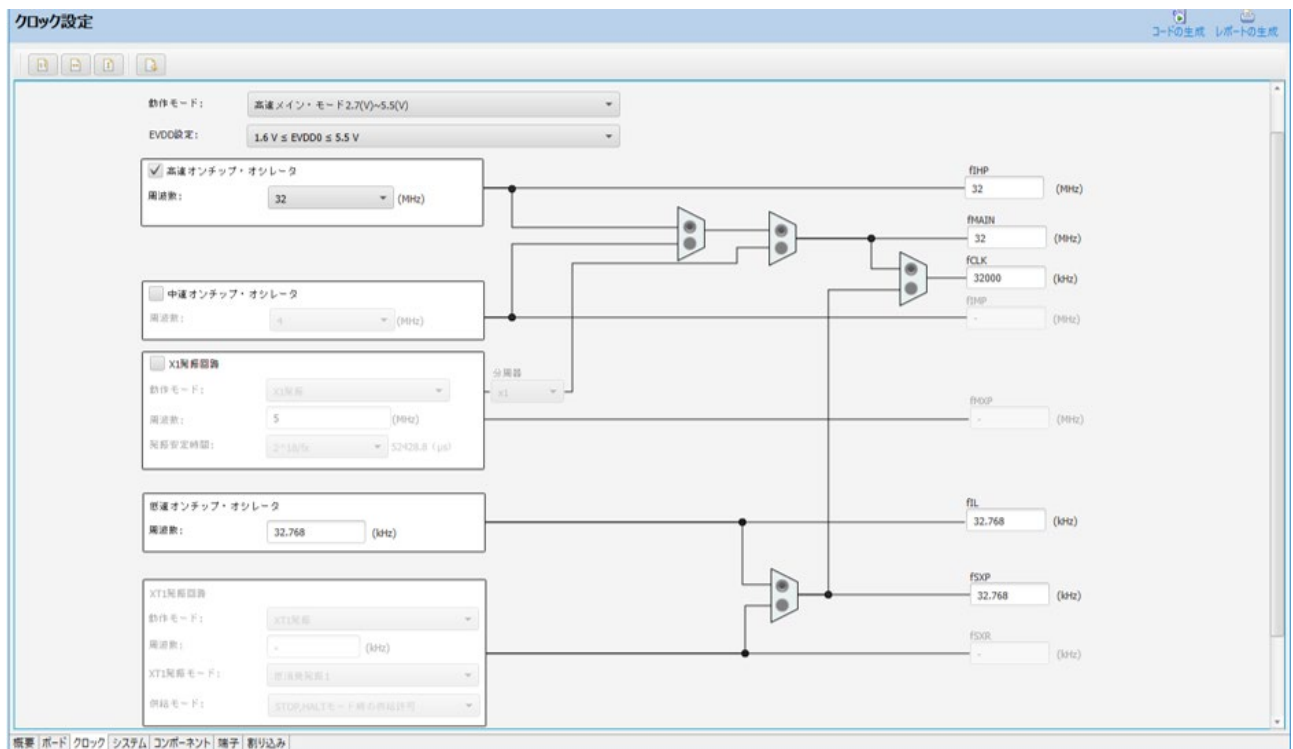 クロック設定
コードの生成 レポートの生成
動作モード: 高速メイン・モード2.7(V)~5.5(V)
EVDD設定: 1.6 V ≤ EVDD0 ≤ 5.5 V
高速オンチップ・オシレータ
周波数: 32 (MHz)
fIHP
32 (MHz)
fMAIN
32 (MHz)
fCLK
32000 (kHz)
中速オンチップ・オシレータ
周波数: 4 (MHz)
fIMP
- (MHz)
X1発振回路
動作モード: X1発振
周波数: 5 (MHz)
発振安定時間: 2^18/fx 52428.8 (μs)
分周器
x1
fMXP
- (MHz)
低速オンチップ・オシレータ
周波数: 32.768 (kHz)
fIL
32.768 (kHz)
fSXP
32.768 (kHz)
XT1発振回路
動作モード: XT1発振
周波数: - (kHz)
fSXR
- (kHz)
XT1発振モード: 低消費発振1
供給モード: STOP,HALTモード時の供給許可
概要 ボード クロック システム コンポーネント 端子 割り込み